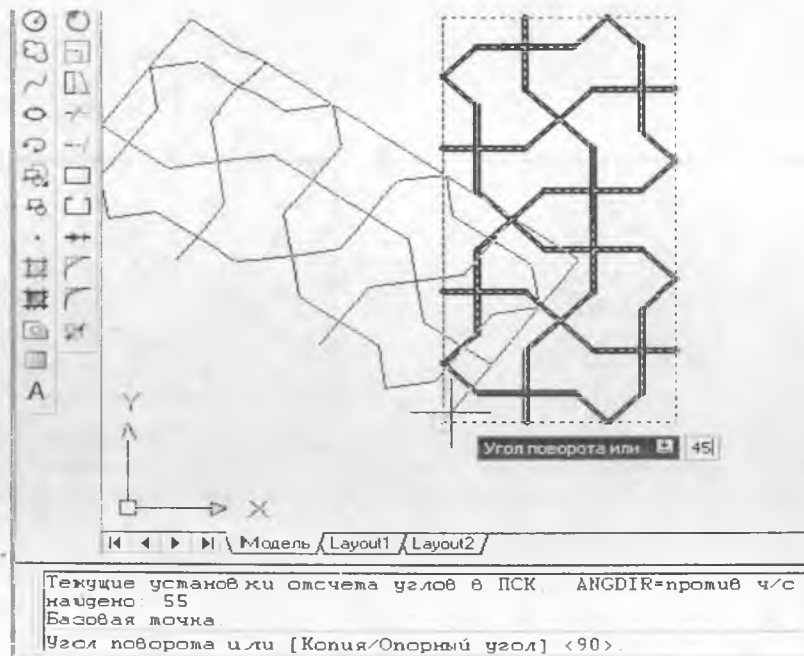 A
Y
X
Угол поворота или 45
Модель Layout1 Layout2
Текущие установки отсчета углов в ПСК ANGDIR=против ч/с
найдено: 55
Базовая точка
Угол поворота или [Копия/Опорный угол] <90>.